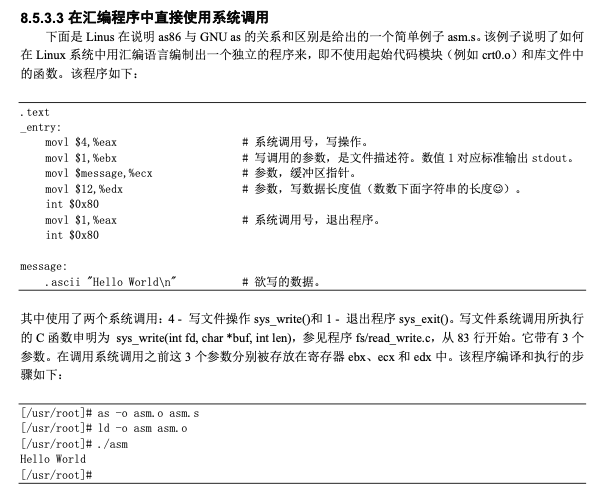 8.5.3.3 在汇编程序中直接使用系统调用
下面是 Linus 在说明 as86 与 GNU as 的关系和区别是给出的一个简单例子 asm.s。该例子说明了如何
在 Linux 系统中用汇编语言编制出一个独立的程序来，即不使用起始代码模块（例如 crt0.o）和库文件中
的函数。该程序如下：
.text
_entry:
movl $4,%eax # 系统调用号，写操作。
movl $1,%ebx # 写调用的参数，是文件描述符。数值 1 对应标准输出 stdout。
movl $message,%ecx # 参数，缓冲区指针。
movl $12,%edx # 参数，写数据长度值（数数下面字符串的长度☺）。
int $0x80
movl $1,%eax # 系统调用号，退出程序。
int $0x80
message:
.ascii "Hello World\n" # 欲写的数据。
其中使用了两个系统调用：4 - 写文件操作 sys_write()和 1 - 退出程序 sys_exit()。写文件系统调用所执行
的 C 函数申明为 sys_write(int fd, char *buf, int len)，参见程序 fs/read_write.c，从 83 行开始。它带有 3 个
参数。在调用系统调用之前这 3 个参数分别被存放在寄存器 ebx、ecx 和 edx 中。该程序编译和执行的步
骤如下：
[/usr/root]# as -o asm.o asm.s
[/usr/root]# ld -o asm asm.o
[/usr/root]# ./asm
Hello World
[/usr/root]#